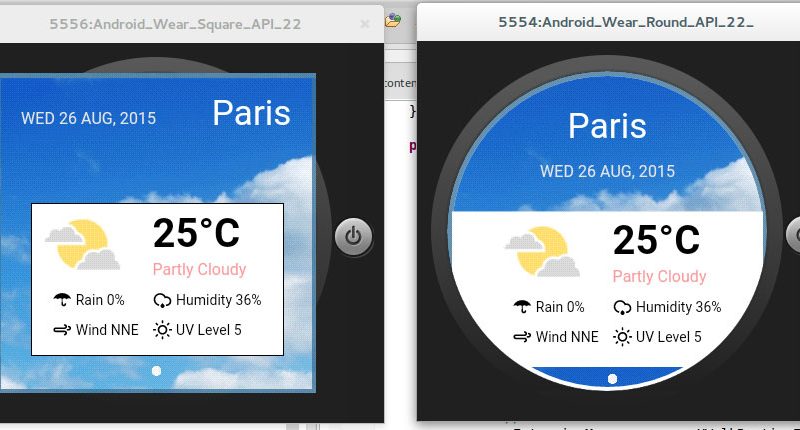 5556:Android_Wear_Square_API_22
WED 26 AUG, 2015
Paris
25°C
Partly Cloudy
Rain 0%
Humidity 36%
Wind NNE
UV Level 5
conten
}
p
5554:Android_Wear_Round_API_22_
Paris
WED 26 AUG, 2015
25°C
Partly Cloudy
Rain 0%
Humidity 36%
Wind NNE
UV Level 5